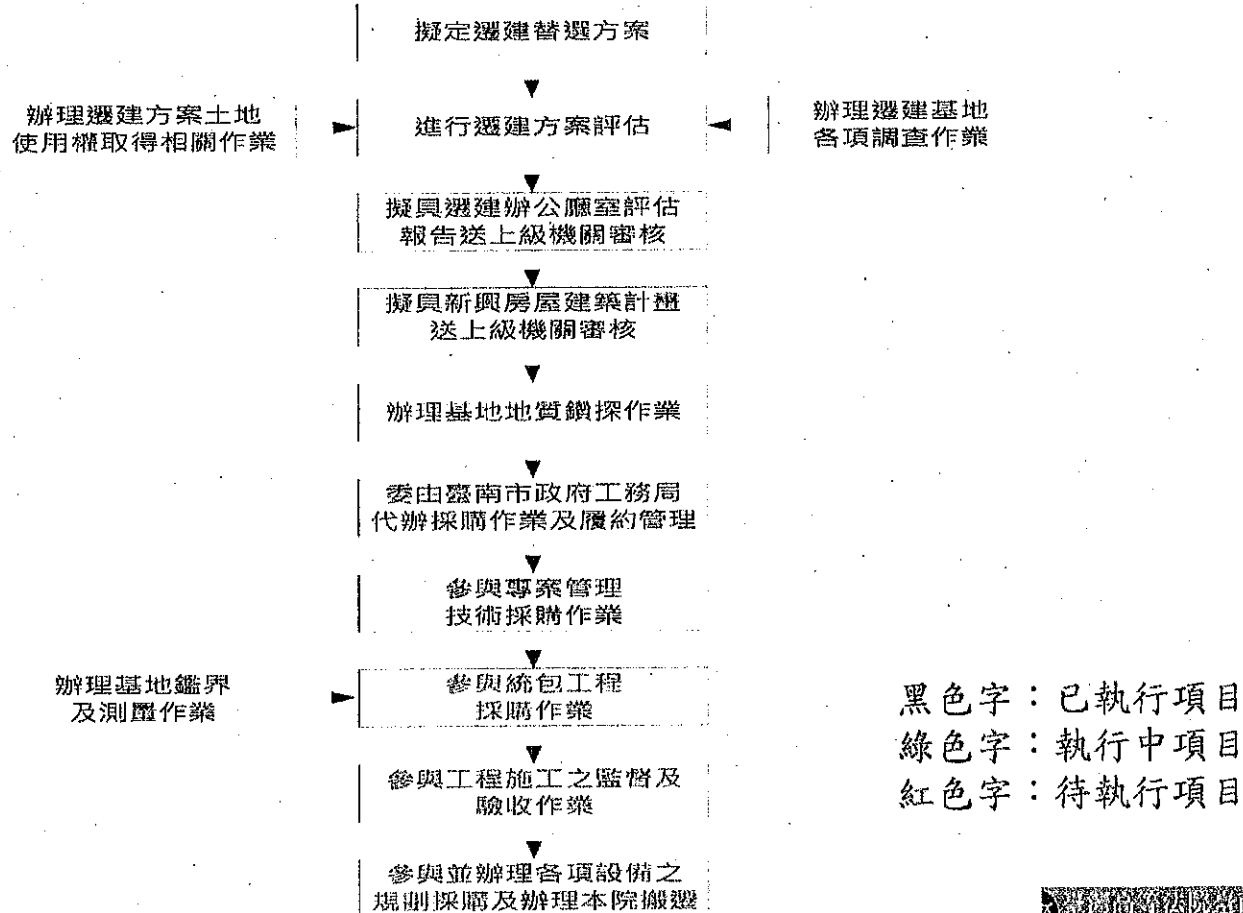 擬定遷建替選方案
辦理遷建方案土地
使用權取得相關作業
進行遷建方案評估
辦理遷建基地
各項調查作業
擬具遷建辦公廳室評估
報告送上級機關審核
擬具新興房屋建築計畫
送上級機關審核
辦理基地地質鑽探作業
委由臺南市政府工務局
代辦採購作業及履約管理
參與專案管理
技術採購作業
辦理基地鑑界
及測量作業
參與統包工程
採購作業
參與工程施工之監督及
驗收作業
參與並辦理各項設備之
規劃採購及辦理本院搬遷
黑色字：已執行項目
綠色字：執行中項目
紅色字：待執行項目